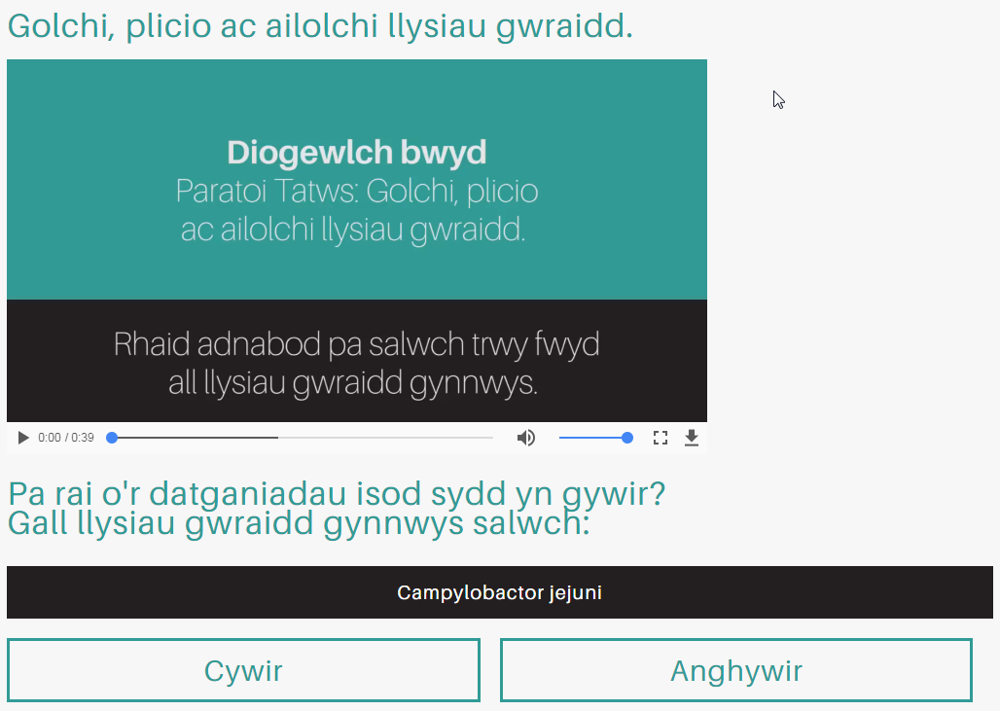 Golchi, plicio ac ailolchi llysiau gwraidd.
Diogewlch bwyd
Paratoi Tatws: Golchi, plicio
ac ailolchi llysiau gwraidd.
Rhaid adnabod pa salwch trwy fwyd
all llysiau gwraidd gynnwys.
0:00 / 0:39
Pa rai o'r datganiadau isod sydd yn gywir?
Gall llysiau gwraidd gynnwys salwch:
Campylobactor jejuni
Cywir
Anghywir